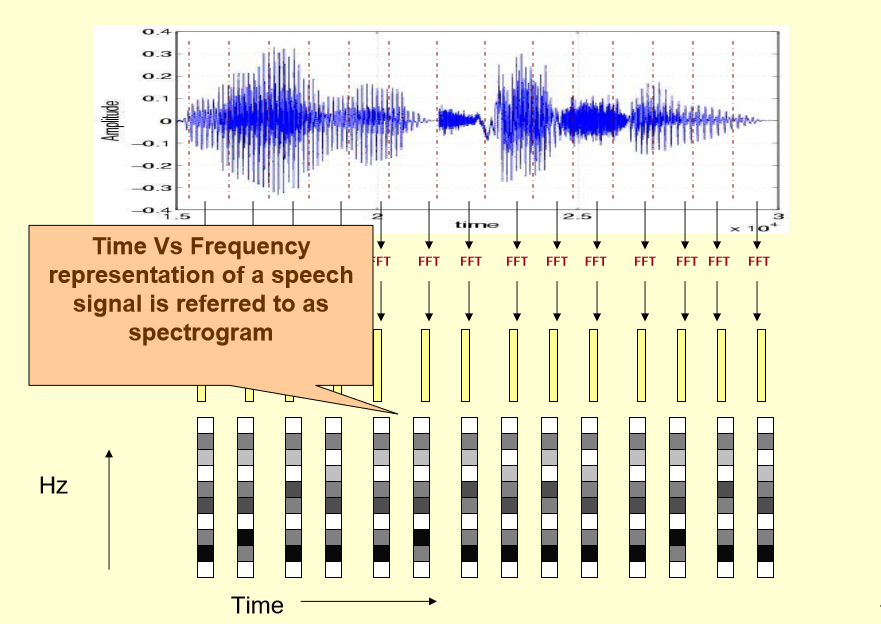 0.4
0.3
0.2
0.1
0
-0.1
-0.2
-0.3
-0.4
Amplitude
1.5
2
2.5
3
time
x 10⁴
Time Vs Frequency
representation of a speech
signal is referred to as
spectrogram
FFT FFT FFT FFT FFT FFT FFT FFT FFT FFT
Hz
Time